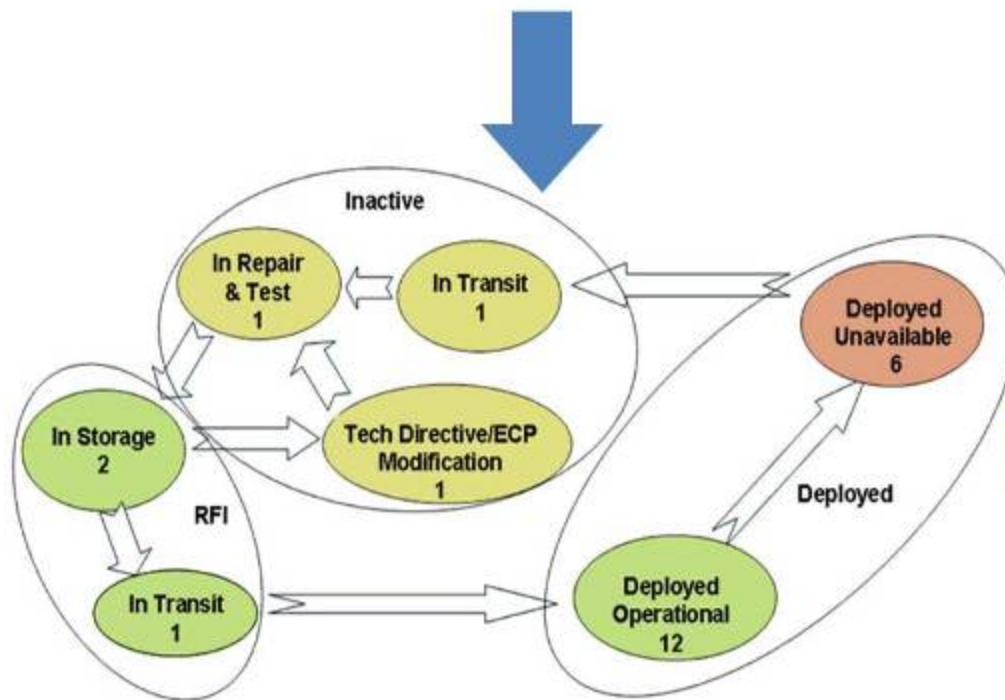 Inactive
In Repair
& Test
1
In Transit
1
Deployed
Unavailable
6
In Storage
2
Tech Directive/ECP
Modification
1
Deployed
RFI
In Transit
1
Deployed
Operational
12